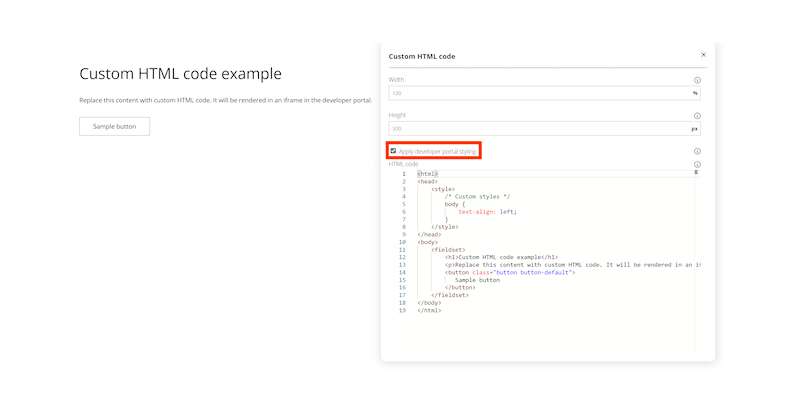 Custom HTML code example
Replace this content with custom HTML code. It will be rendered in an iframe in the developer portal.
Sample button
Custom HTML code
Width
100
%
Height
300
px
Apply developer portal styling
HTML code
1 <html>
2 <head>
3 <style>
4 /* Custom styles */
5 body {
6 text-align: left;
7 }
8 </style>
9 </head>
10 <body>
11 <fieldset>
12 <h1>Custom HTML code example</h1>
13 <p>Replace this content with custom HTML code. It will be rendered in an i
14 <button class="button button-default">
15 Sample button
16 </button>
17 </fieldset>
18 </body>
19 </html>